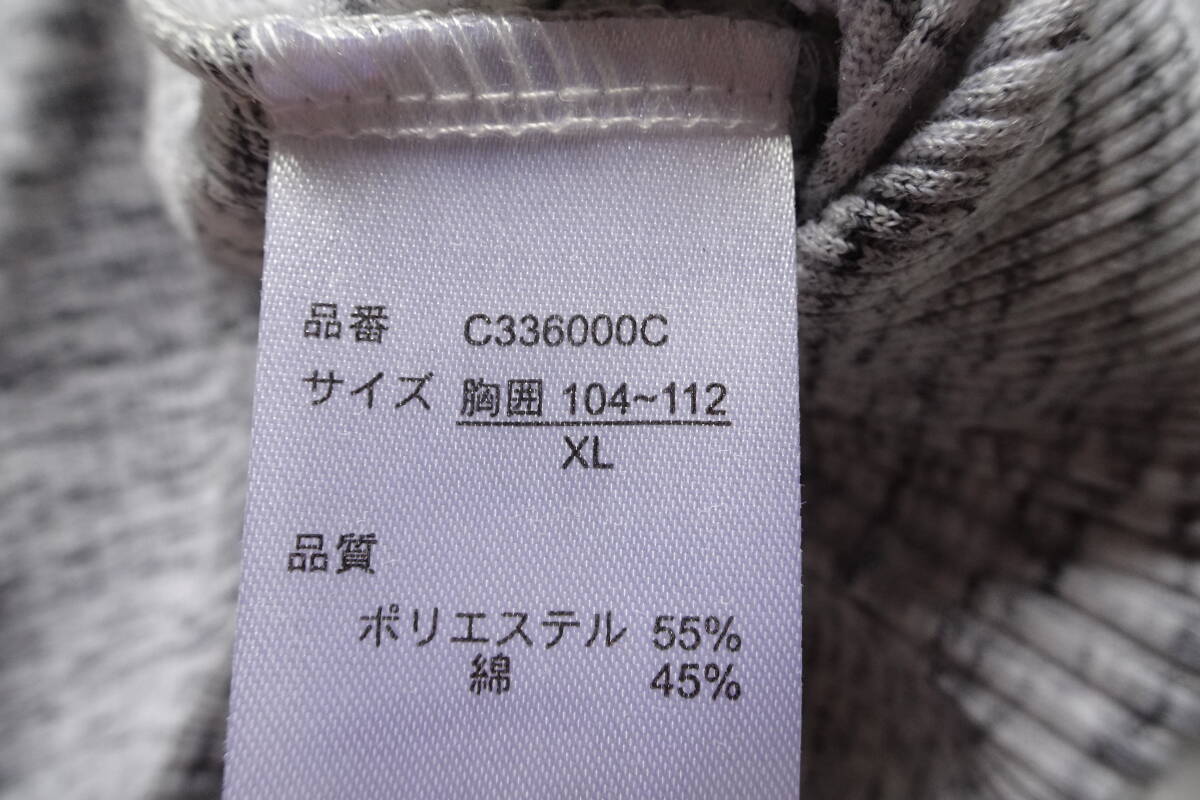 品番 C336000C
サイズ 胸囲 104~112
XL
品質
ポリエステル 55%
綿 45%